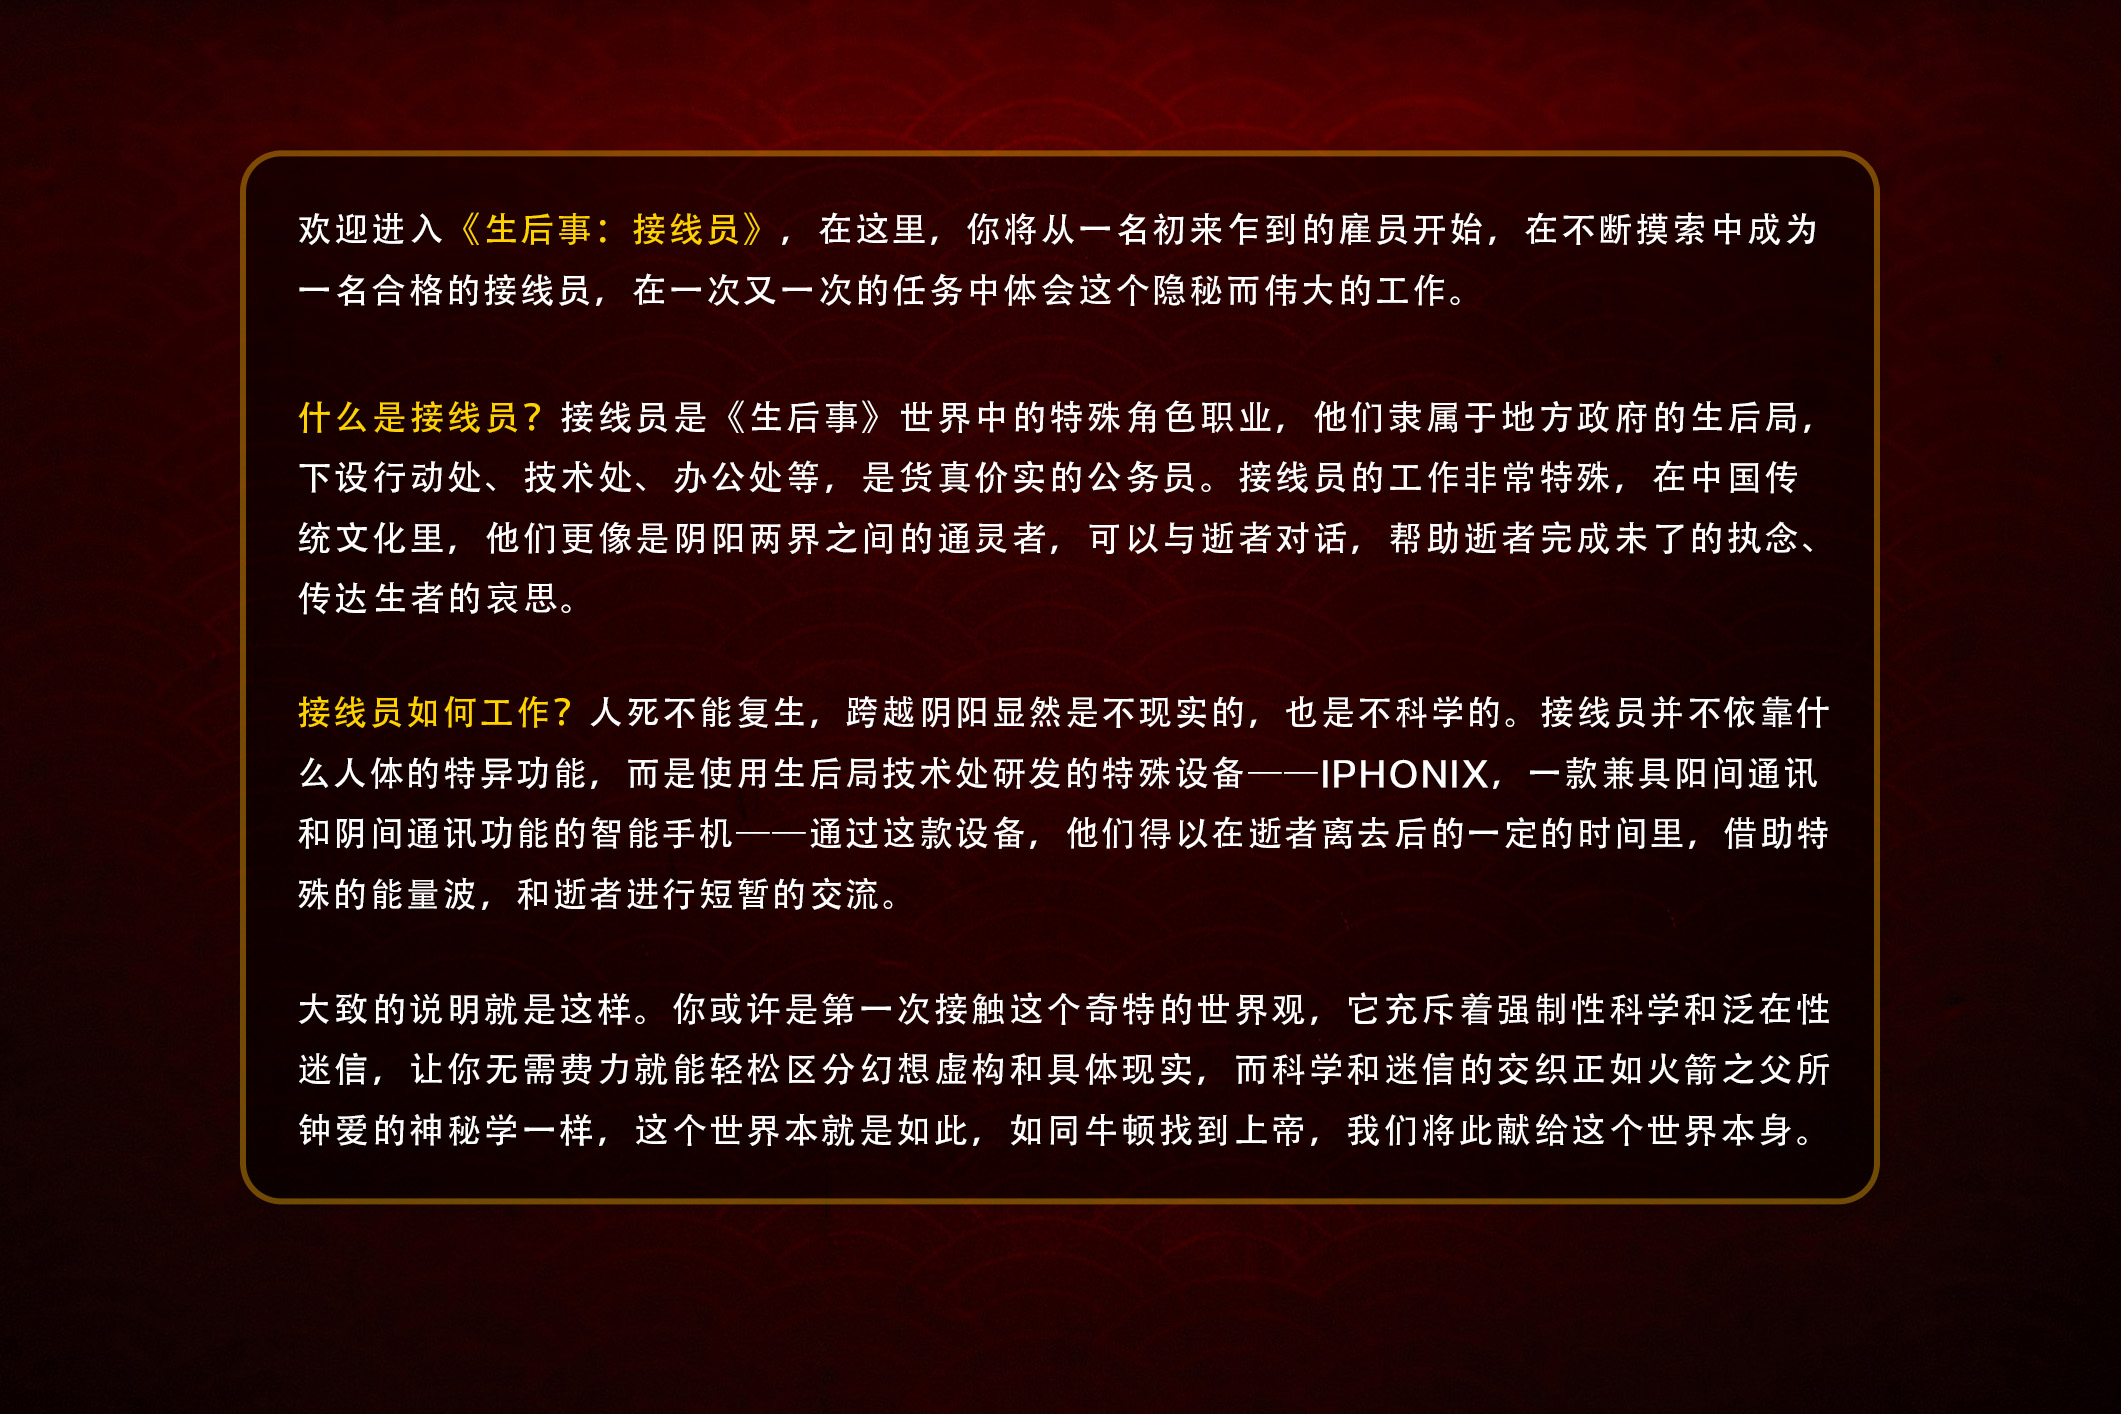 欢迎进入《生后事：接线员》，在这里，你将从一名初来乍到的雇员开始，在不断摸索中成为
一名合格的接线员，在一次又一次的任务中体会这个隐秘而伟大的工作。
什么是接线员？接线员是《生后事》世界中的特殊角色职业，他们隶属于地方政府的生后局，
下设行动处、技术处、办公处等，是货真价实的公务员。接线员的工作非常特殊，在中国传
统文化里，他们更像是阴阳两界之间的通灵者，可以与逝者对话，帮助逝者完成未了的执念、
传达生者的哀思。
接线员如何工作？人死不能复生，跨越阴阳显然是不现实的，也是不科学的。接线员并不依靠什
么人体的特异功能，而是使用生后局技术处研发的特殊设备——IPHONIX，一款兼具阳间通讯
和阴间通讯功能的智能手机——通过这款设备，他们得以在逝者离去后的一定的时间里，借助特
殊的能量波，和逝者进行短暂的交流。
大致的说明就是这样。你或许是第一次接触这个奇特的世界观，它充斥着强制性科学和泛在性
迷信，让你无需费力就能轻松区分幻想虚构和具体现实，而科学和迷信的交织正如火箭之父所
钟爱的神秘学一样，这个世界本就是如此，如同牛顿找到上帝，我们将此献给这个世界本身。